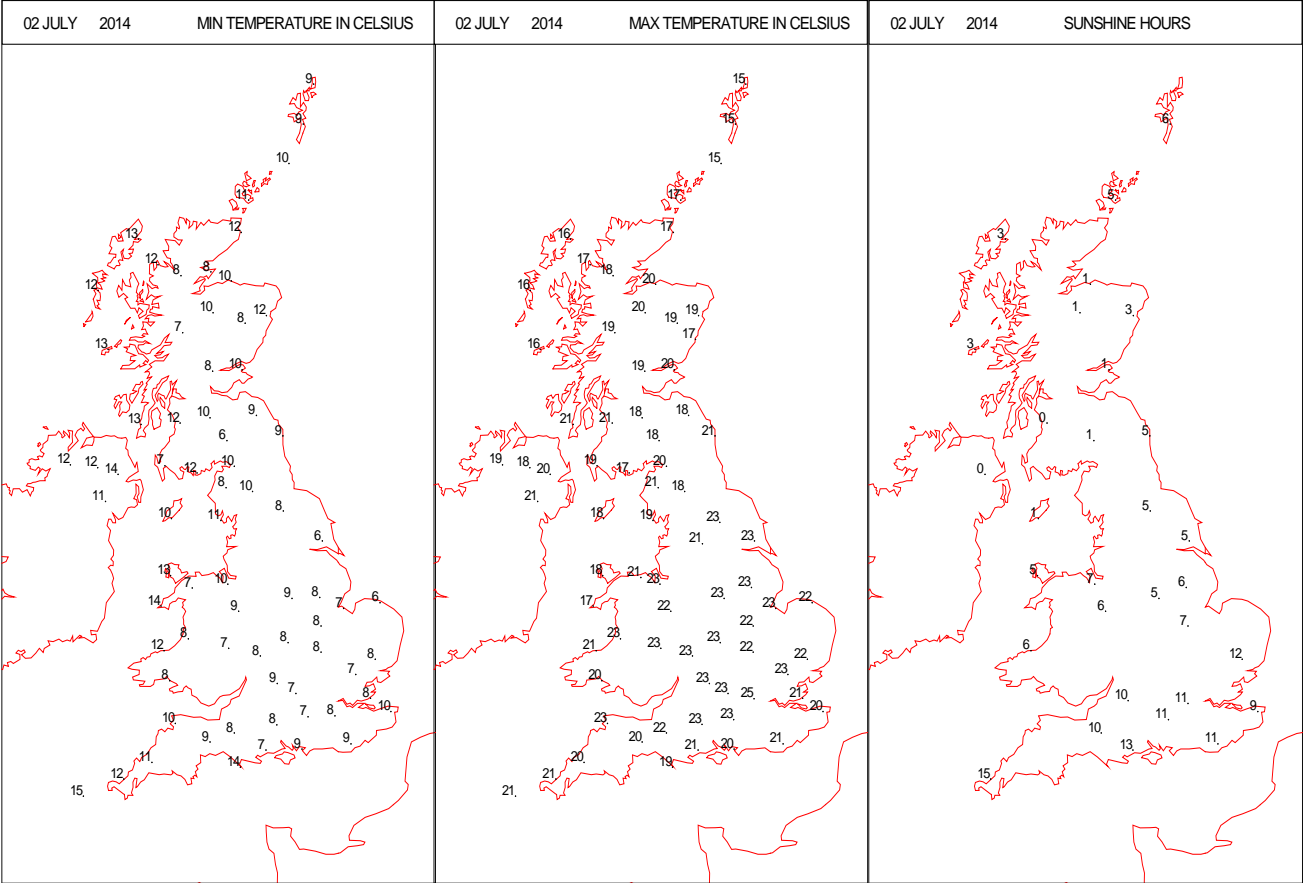 02 JULY 2014 MIN TEMPERATURE IN CELSIUS
9
9
10
11
13 12
12 8 8 10
12
10 8 12
7
13
8 10
13 12 10 9
6 9
12 12 14 7 12 10
11 8 10
10 11 8
6
13 7 10
14 9 8 8 7 6
8
12 8 7 8 8 8
8 9 7 7 8
10 8 8 7 8 10
9 7 9 9
11 14
12
15
02 JULY 2014 MAX TEMPERATURE IN CELSIUS
15
15
15
17
16 17
17 18 20
16
20 19 19
19 17
16
19 20
21 21 18 18
18 21
19 18 20 19 17 20
21 21 18
18 19 23
21 23
18 21 23 23
17 22 23 23 22
22
21 23 23 23 23 22 22
20 23 23 25 23 21
23 22 23 23 20
20 21 20 21
20 19
21
21
02 JULY 2014 SUNSHINE HOURS
6
5
3
1
1 3
3
1
0 1 5
0
1 5
5
5 7 5 6
6 7
6 12
10 11 9
10 11
13 11
15